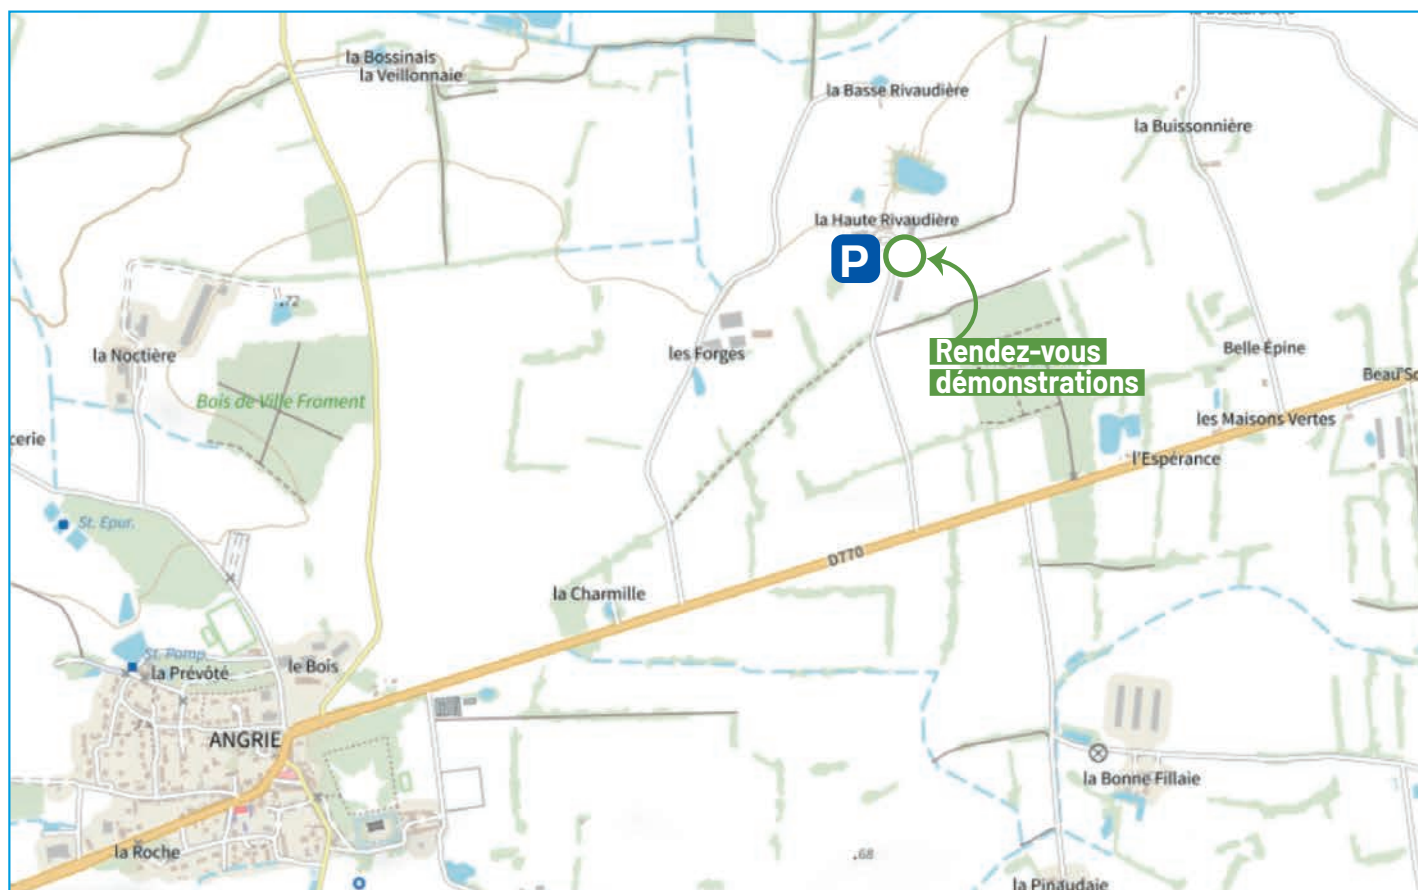 la Bossinais
la Veillonnaie
la Basse Rivaudière
la Buissonnière
la Haute Rivaudière
P
.72
la Noctière
les Forges
Rendez-vous
démonstrations
Belle Épine
Beau So
Bois de Ville Froment
les Maisons Vertes
cerie
l'Espérance
St. Epur.
D770
la Charmille
St. Pomp.
la Prévôté
le Bois
ANGRIE
la Bonne Fillaie
la Roche
.68
la Pinaudaie